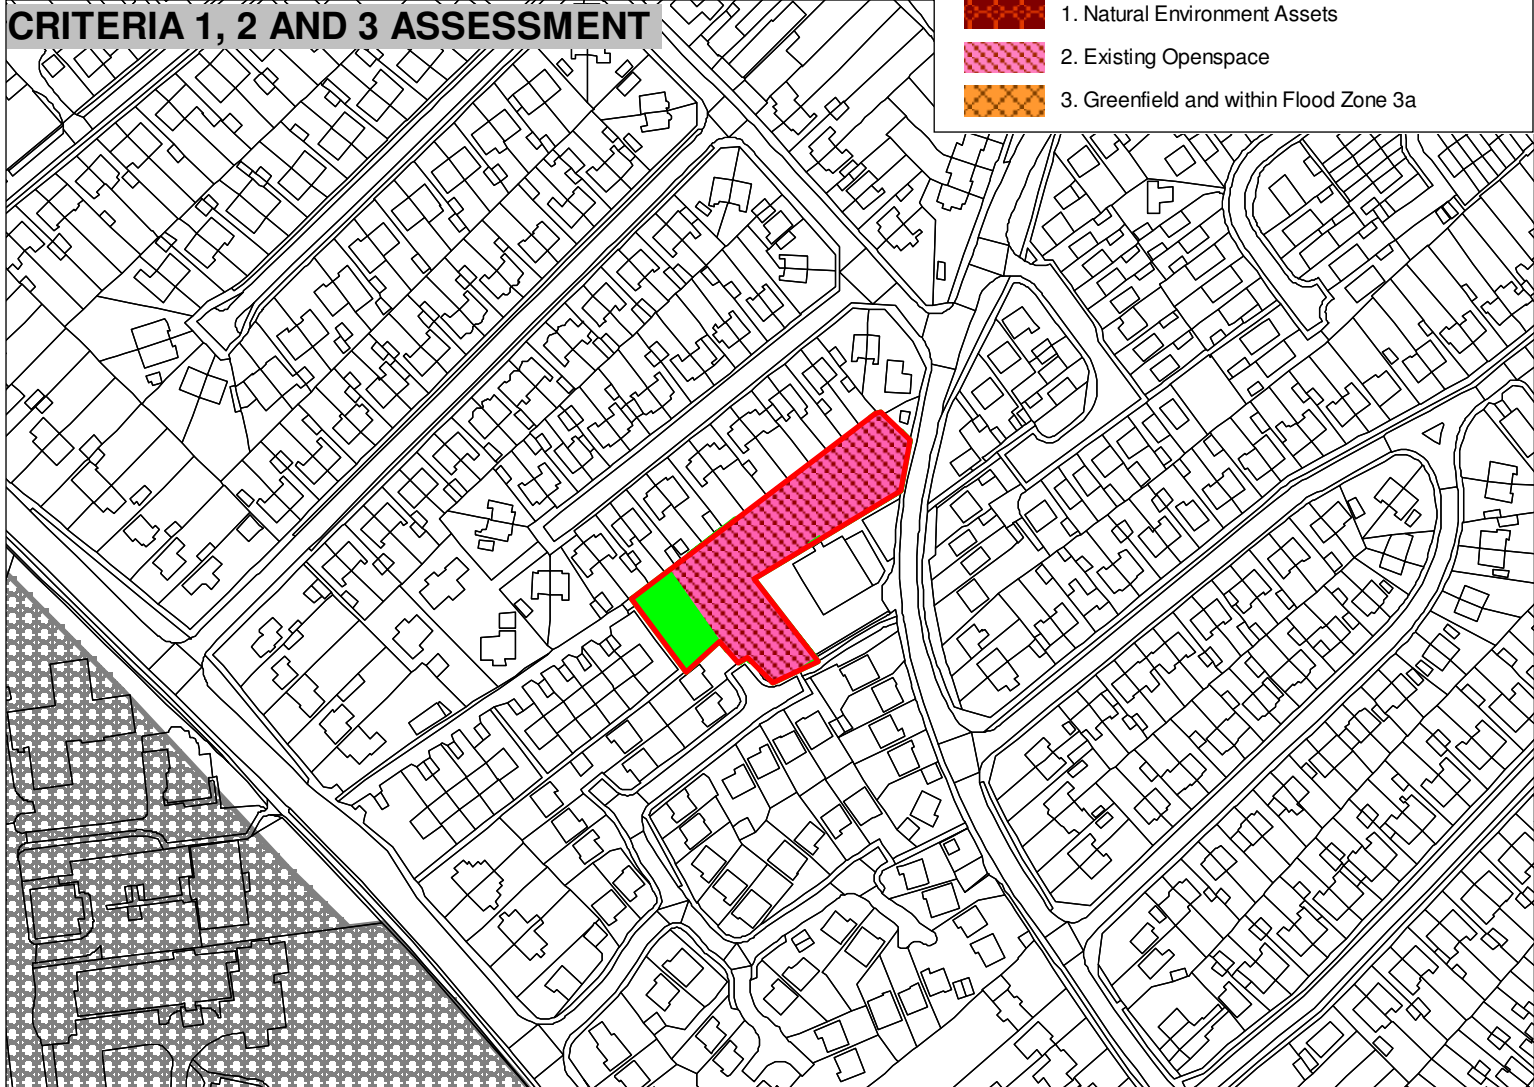 CRITERIA 1, 2 AND 3 ASSESSMENT
1. Natural Environment Assets
2. Existing Openspace
3. Greenfield and within Flood Zone 3a